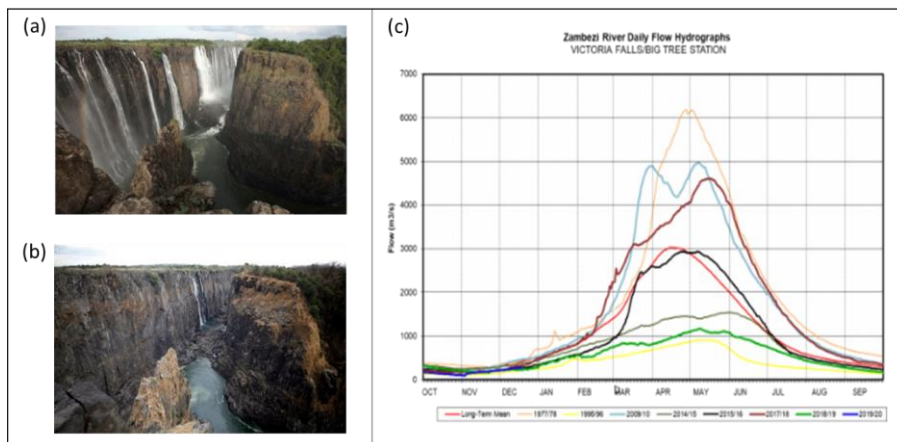 (a)
(b)
(c)
Zambezi River Daily Flow Hydrographs
VICTORIA FALLS/BIG TREE STATION
Flow (m3/s)
7000
6000
5000
4000
3000
2000
1000
0
OCT NOV DEC JAN FEB MAR APR MAY JUN JUL AUG SEP
Long-Term Mean 1977/78 1995/96 2009/10 2014/15 2015/16 2017/18 2018/19 2019/20